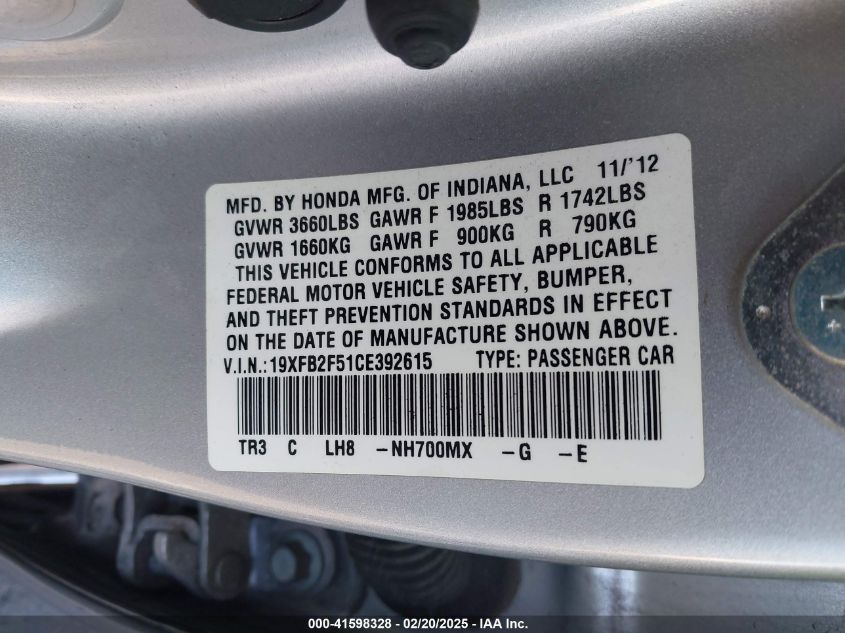 MFD. BY HONDA MFG. OF INDIANA, LLC 11/'12
GVWR 3660LBS GAWR F 1985LBS R 1742LBS
GVWR 1660KG GAWR F 900KG R 790KG
THIS VEHICLE CONFORMS TO ALL APPLICABLE
FEDERAL MOTOR VEHICLE SAFETY, BUMPER,
AND THEFT PREVENTION STANDARDS IN EFFECT
ON THE DATE OF MANUFACTURE SHOWN ABOVE.
V.I.N.:19XFB2F51CE392615 TYPE: PASSENGER CAR
TR3 C LH8 -NH700MX -G -E
000-41598328 - 02/20/2025 - IAA Inc.